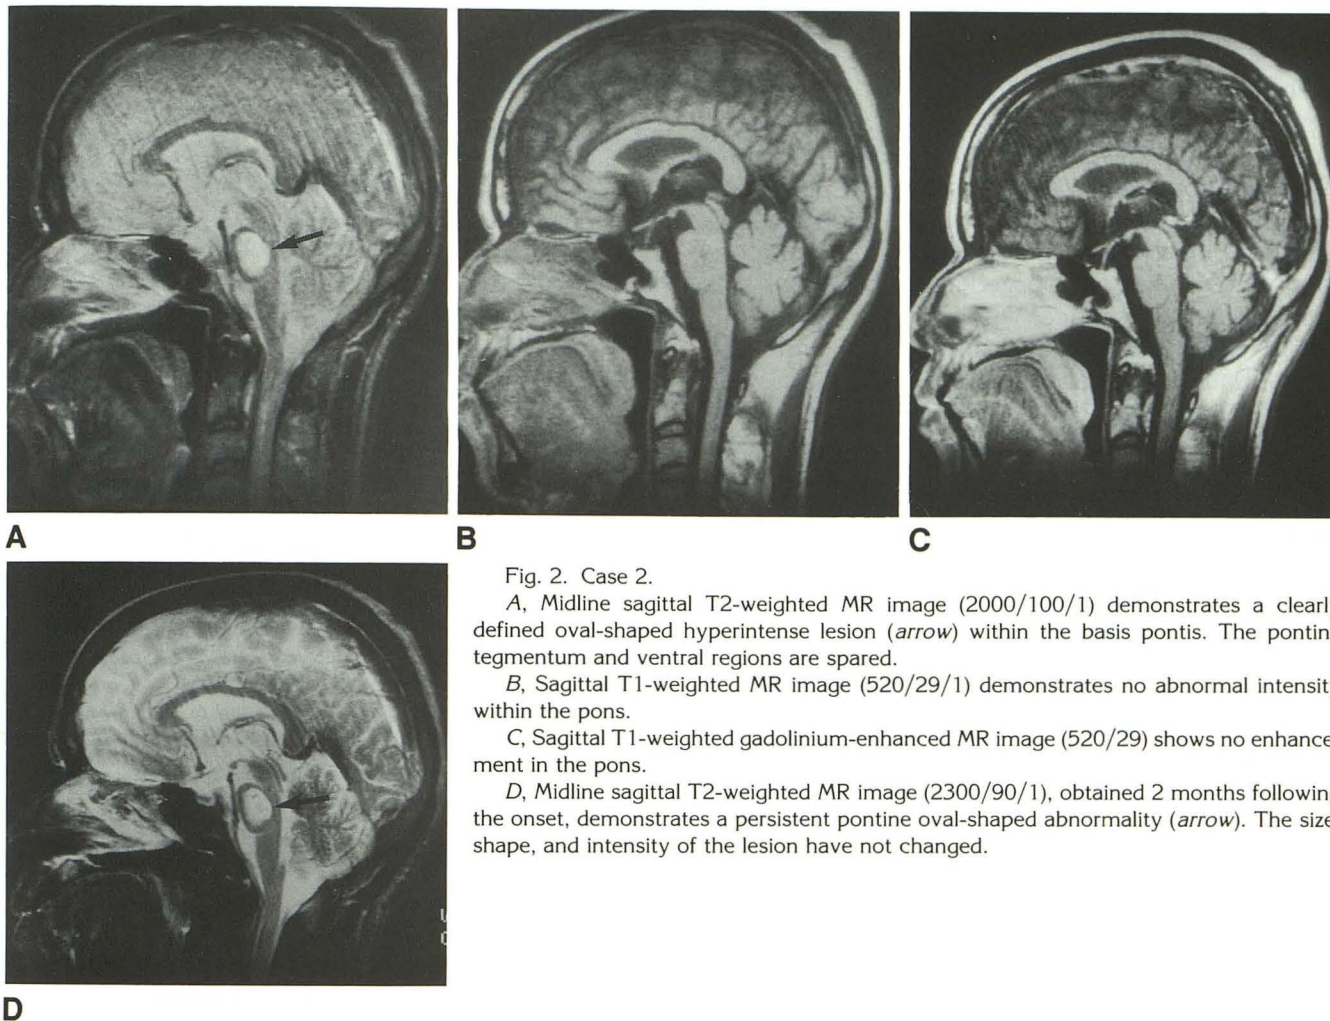 A
B
C
Fig. 2. Case 2.
A, Midline sagittal T2-weighted MR image (2000/100/1) demonstrates a clearl
defined oval-shaped hyperintense lesion (arrow) within the basis pontis. The pontin
tegmentum and ventral regions are spared.
B, Sagittal T1-weighted MR image (520/29/1) demonstrates no abnormal intensit
within the pons.
C, Sagittal T1-weighted gadolinium-enhanced MR image (520/29) shows no enhance
ment in the pons.
D, Midline sagittal T2-weighted MR image (2300/90/1), obtained 2 months followin
the onset, demonstrates a persistent pontine oval-shaped abnormality (arrow). The size
shape, and intensity of the lesion have not changed.
D